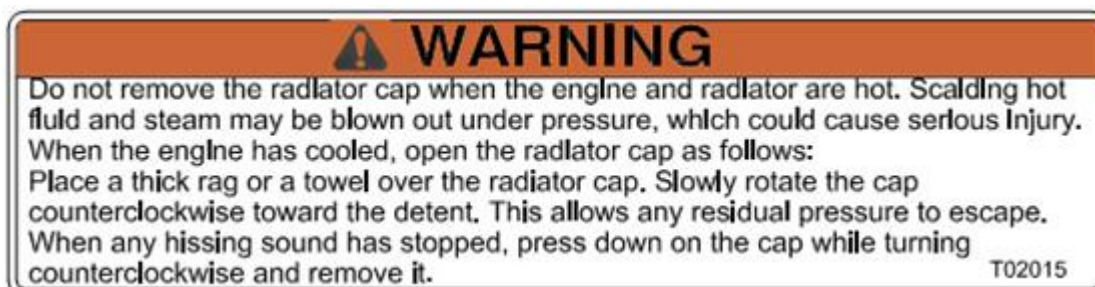 WARNING
Do not remove the radiator cap when the engine and radiator are hot. Scalding hot
fluid and steam may be blown out under pressure, which could cause serious injury.
When the engine has cooled, open the radiator cap as follows:
Place a thick rag or a towel over the radiator cap. Slowly rotate the cap
counterclockwise toward the detent. This allows any residual pressure to escape.
When any hissing sound has stopped, press down on the cap while turning
counterclockwise and remove it.
T02015